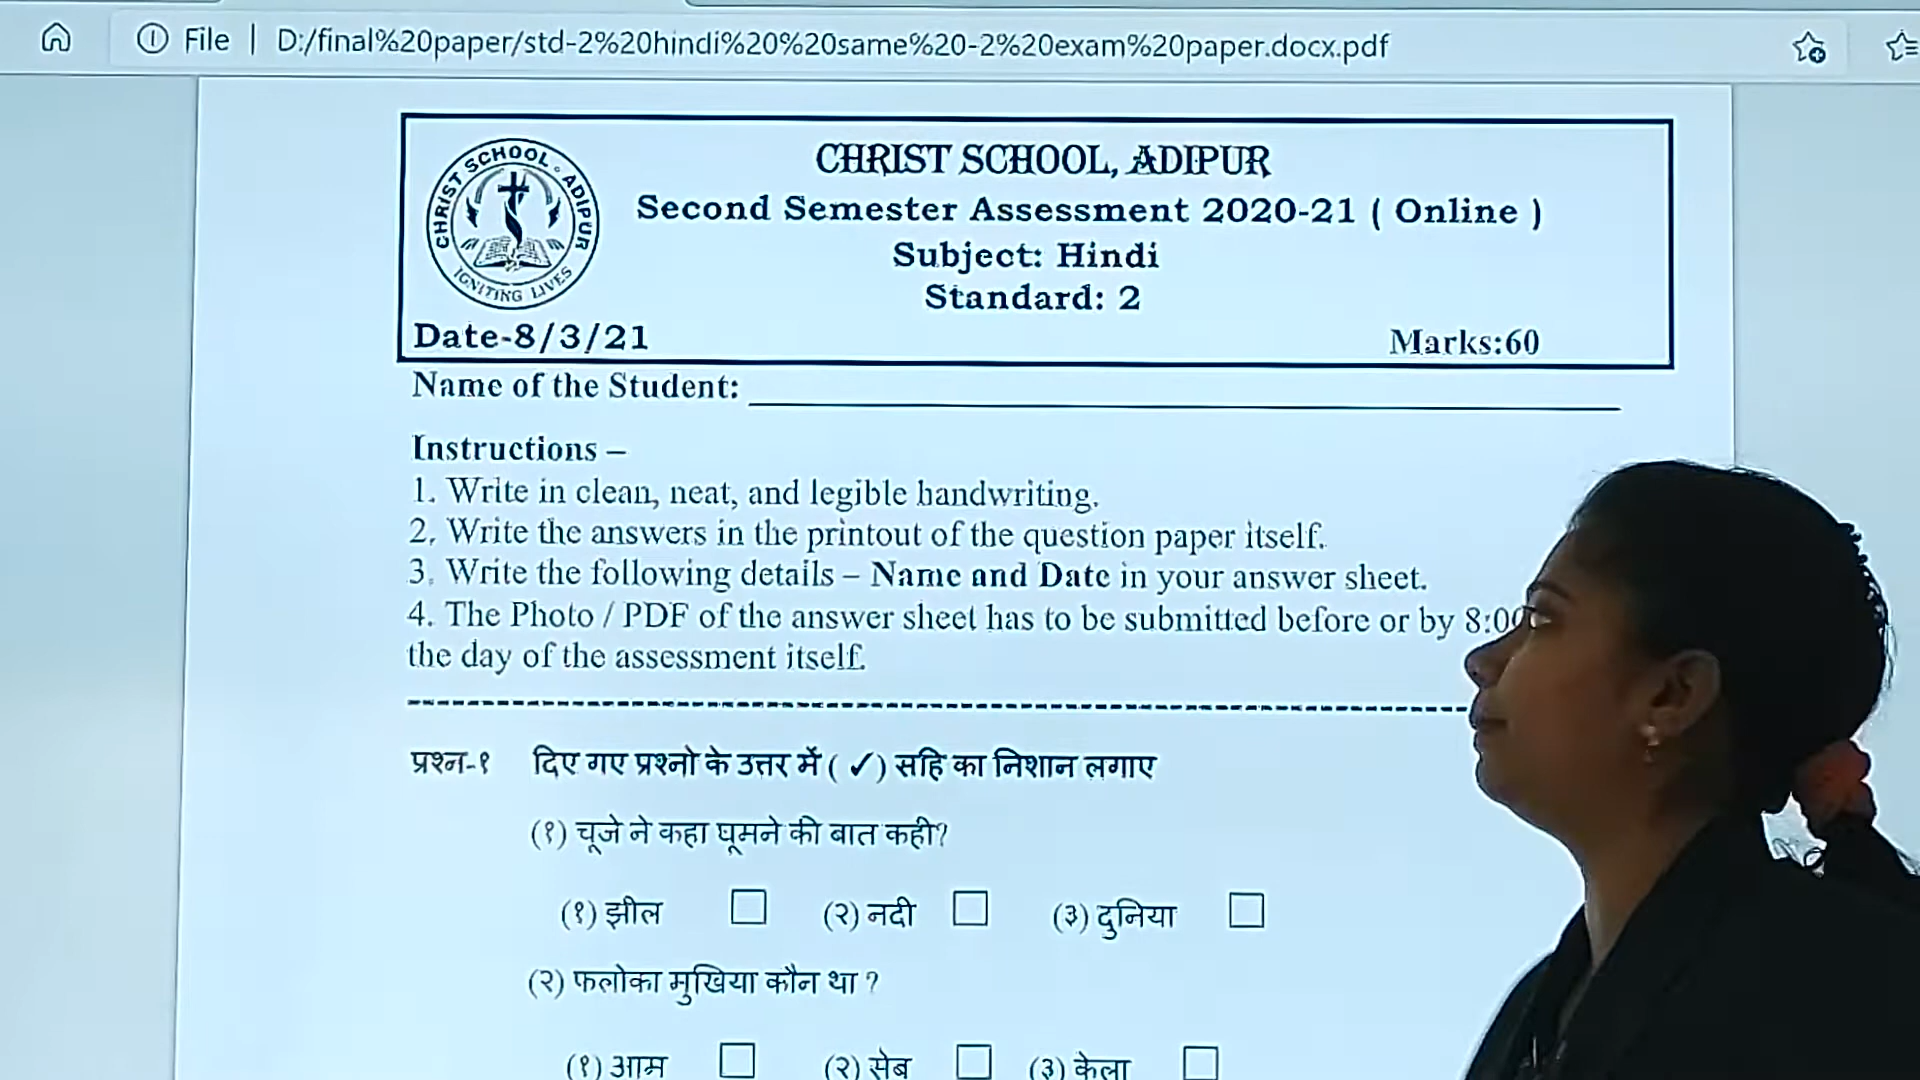 File | D:/final%20paper/std-2%20hindi%20%20same%20-2%20exam%20paper.docx.pdf
CHRIST SCHOOL, ADIPUR
IGNITING LIVES
CHRIST SCHOOL, ADIPUR
Second Semester Assessment 2020-21 ( Online )
Subject: Hindi
Standard: 2
Date-8/3/21 Marks:60
Name of the Student:
Instructions –
1. Write in clean, neat, and legible handwriting.
2. Write the answers in the printout of the question paper itself.
3. Write the following details – Name and Date in your answer sheet.
4. The Photo / PDF of the answer sheet has to be submitted before or by 8:00
the day of the assessment itself.
प्रश्न-१ दिए गए प्रश्नो के उत्तर में ( ✓ ) सहि का निशान लगाए
(१) चूजे ने कहा घूमने की बात कही?
(१) झील (२) नदी (३) दुनिया
(२) फलोका मुखिया कौन था ?
(१) आम (२) सेब (३) केला